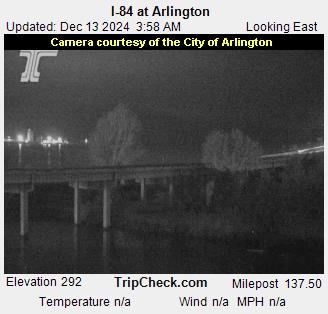 I-84 at Arlington
Updated: Dec 13 2024 3:58 AM Looking East
Camera courtesy of the City of Arlington
Elevation 292 TripCheck.com Milepost 137.50
Temperature n/a Wind n/a MPH n/a